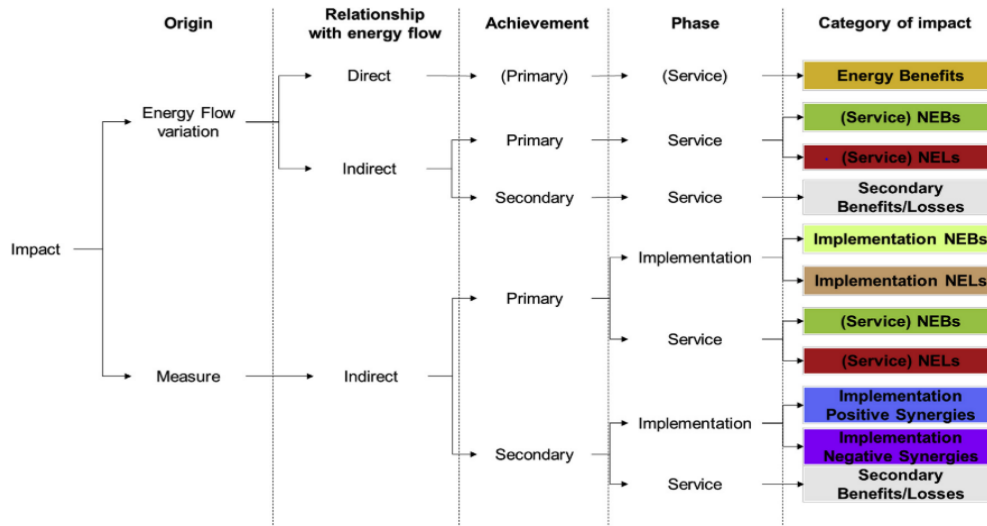 Origin
Relationship
with energy flow
Achievement
Phase
Category of impact
Direct
(Primary)
(Service)
Energy Benefits
Energy Flow
variation
(Service) NEBs
Primary
Service
(Service) NELs
Indirect
Secondary
Service
Secondary
Benefits/Losses
Impact
Implementation
Implementation NEBs
Implementation NELs
Primary
(Service) NEBs
Service
(Service) NELs
Measure
Indirect
Implementation
Positive Synergies
Implementation
Implementation
Negative Synergies
Secondary
Service
Secondary
Benefits/Losses